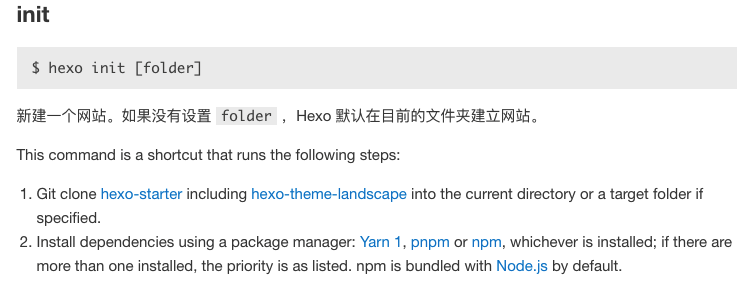 init
$ hexo init [folder]
新建一个网站。如果没有设置 folder ，Hexo 默认在目前的文件夹建立网站。
This command is a shortcut that runs the following steps:
1. Git clone hexo-starter including hexo-theme-landscape into the current directory or a target folder if
specified.
2. Install dependencies using a package manager: Yarn 1, pnpm or npm, whichever is installed; if there are
more than one installed, the priority is as listed. npm is bundled with Node.js by default.